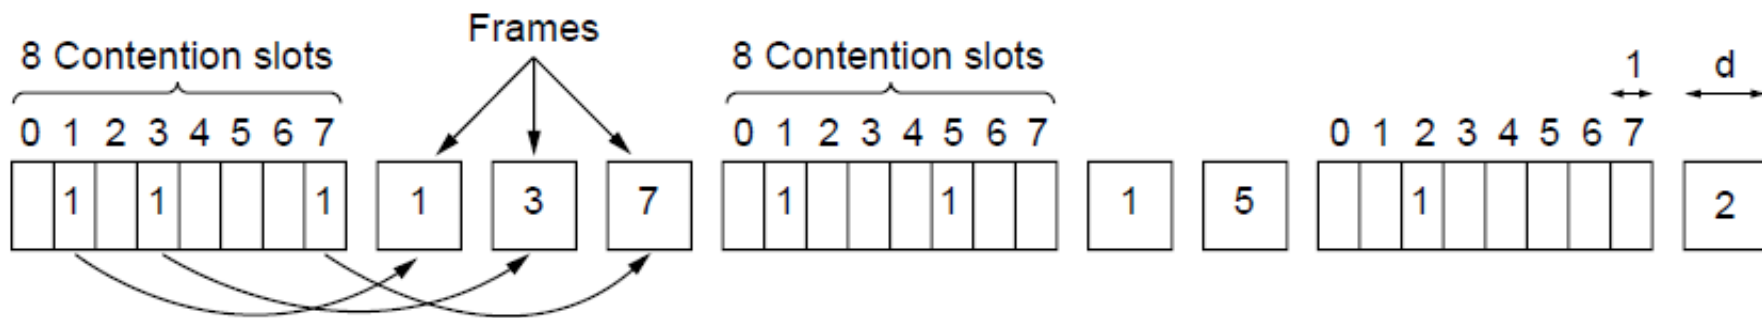 Frames
8 Contention slots 8 Contention slots 1 d
0 1 2 3 4 5 6 7 0 1 2 3 4 5 6 7 0 1 2 3 4 5 6 7
1 1 1 1 3 7 1 1 1 5 1 2